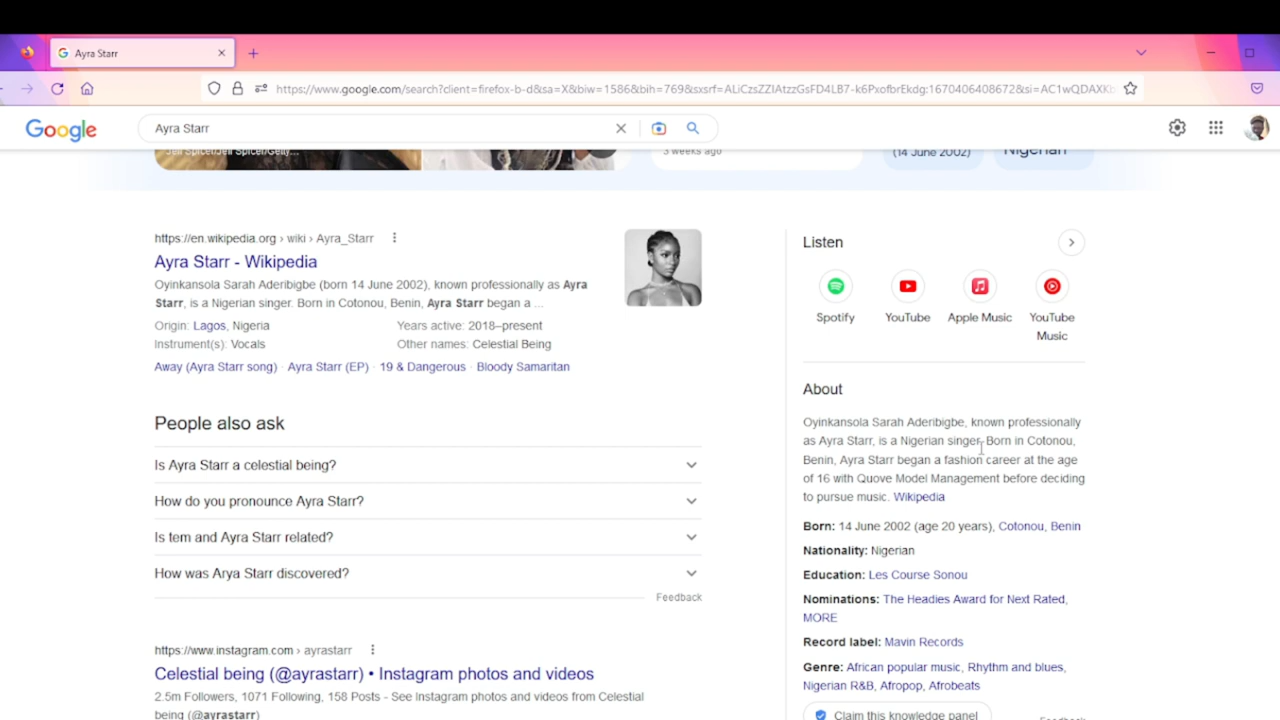 Ayra Starr
https://www.google.com/search?client=firefox-b-d&sa=X&biw=1586&bih=769&sxsrf=ALiCzsZZIAtzzGsFD4LB7-k6PxofbrEkdg:1670406408672&si=AC1wQDAXK
Google
Ayra Starr
3 weeks ago
(14 June 2002)
Nigerian
https://en.wikipedia.org › wiki › Ayra_Starr
Ayra Starr - Wikipedia
Oyinkansola Sarah Aderibigbe (born 14 June 2002), known professionally as Ayra
Starr, is a Nigerian singer. Born in Cotonou, Benin, Ayra Starr began a ...
Origin: Lagos, Nigeria
Years active: 2018–present
Instrument(s): Vocals
Other names: Celestial Being
Away (Ayra Starr song) · Ayra Starr (EP) · 19 & Dangerous · Bloody Samaritan
People also ask
Is Ayra Starr a celestial being?
How do you pronounce Ayra Starr?
Is tem and Ayra Starr related?
How was Arya Starr discovered?
Feedback
https://www.instagram.com › ayrastarr
Celestial being (@ayrastarr) • Instagram photos and videos
2.5m Followers, 1071 Following, 158 Posts - See Instagram photos and videos from Celestial
being (@ayrastarr)
Listen
Spotify
YouTube
Apple Music
YouTube
Music
About
Oyinkansola Sarah Aderibigbe, known professionally
as Ayra Starr, is a Nigerian singer. Born in Cotonou,
Benin, Ayra Starr began a fashion career at the age
of 16 with Quove Model Management before deciding
to pursue music. Wikipedia
Born: 14 June 2002 (age 20 years), Cotonou, Benin
Nationality: Nigerian
Education: Les Course Sonou
Nominations: The Headies Award for Next Rated,
MORE
Record label: Mavin Records
Genre: African popular music, Rhythm and blues,
Nigerian R&B, Afropop, Afrobeats
Claim this knowledge panel
Feedback